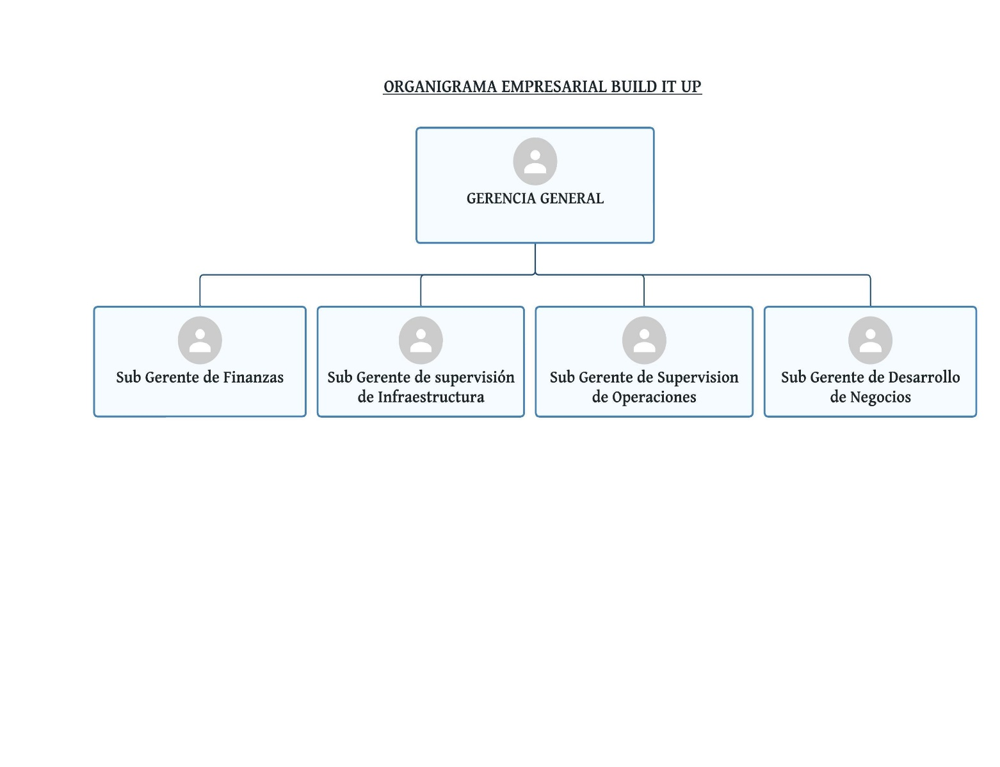 ORGANIGRAMA EMPRESARIAL BUILD IT UP
GERENCIA GENERAL
Sub Gerente de Finanzas
Sub Gerente de supervisión
de Infraestructura
Sub Gerente de Supervision
de Operaciones
Sub Gerente de Desarrollo
de Negocios